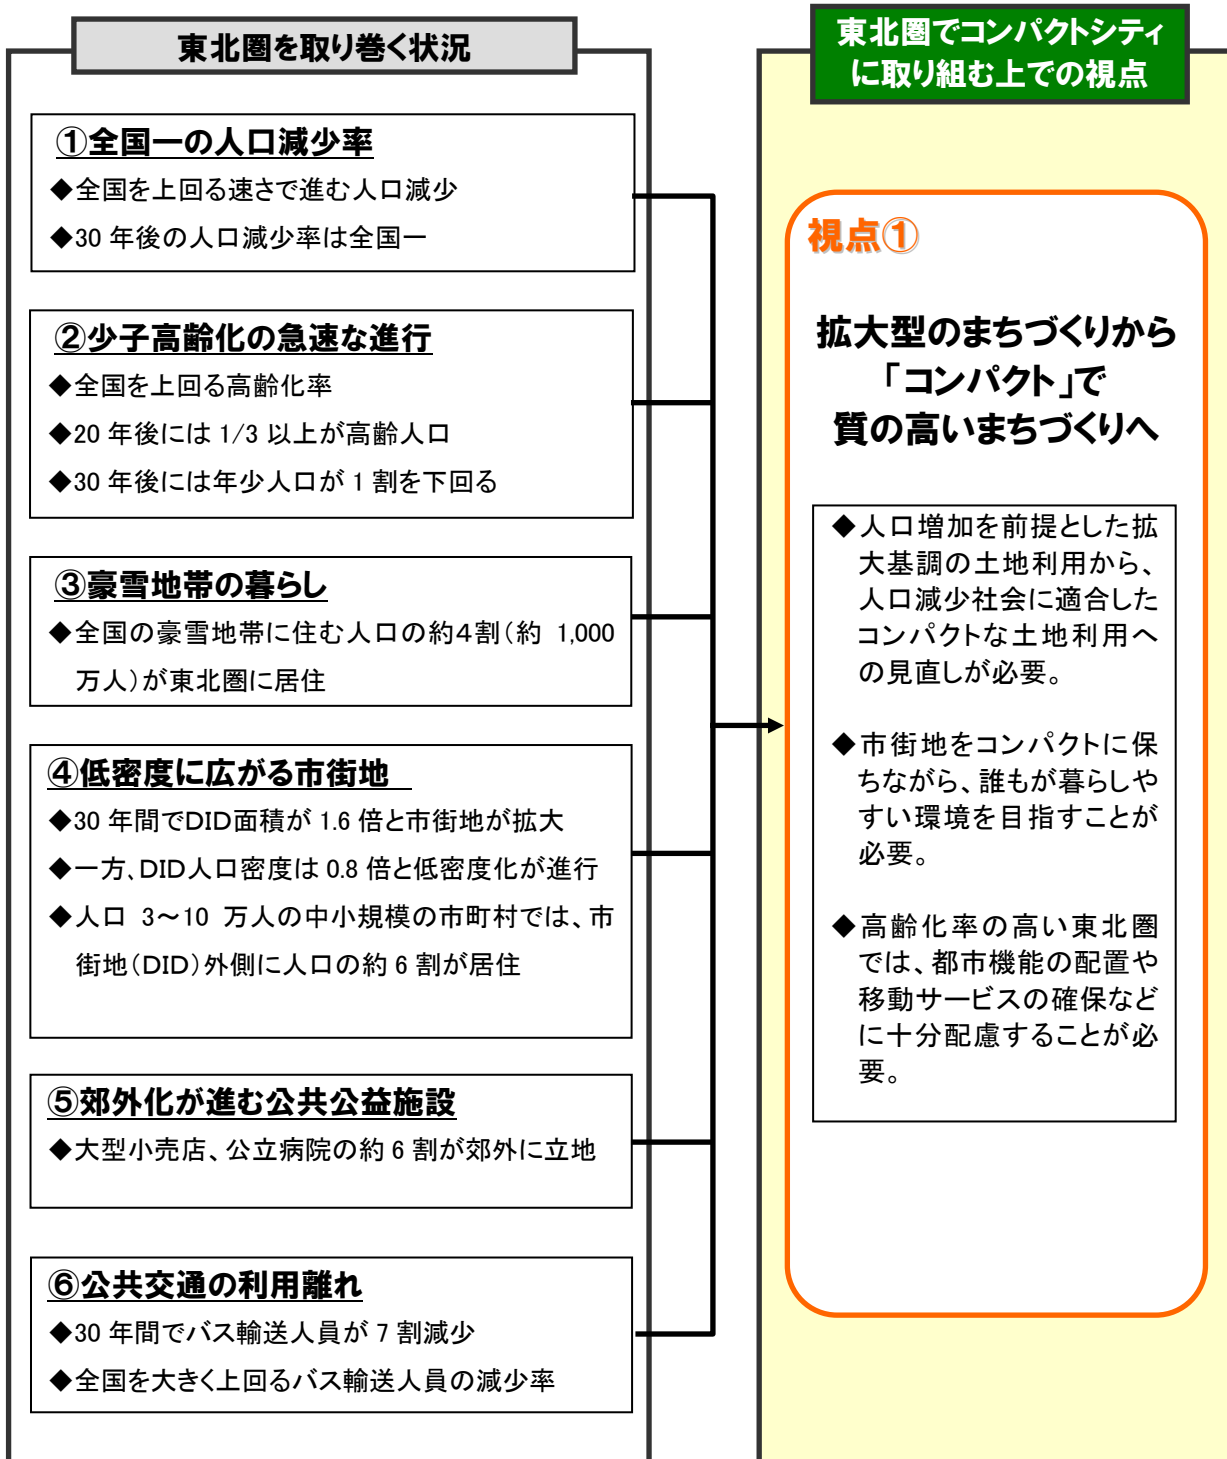 東北圏を取り巻く状況
①全国一の人口減少率
◆全国を上回る速さで進む人口減少
◆30 年後の人口減少率は全国一
②少子高齢化の急速な進行
◆全国を上回る高齢化率
◆20 年後には 1/3 以上が高齢人口
◆30 年後には年少人口が 1 割を下回る
③豪雪地帯の暮らし
◆全国の豪雪地帯に住む人口の約4割(約 1,000
万人)が東北圏に居住
④低密度に広がる市街地
◆30 年間でDID面積が 1.6 倍と市街地が拡大
◆一方、DID人口密度は 0.8 倍と低密度化が進行
◆人口 3~10 万人の中小規模の市町村では、市
街地(DID)外側に人口の約 6 割が居住
⑤郊外化が進む公共公益施設
◆大型小売店、公立病院の約 6 割が郊外に立地
⑥公共交通の利用離れ
◆30 年間でバス輸送人員が 7 割減少
◆全国を大きく上回るバス輸送人員の減少率
東北圏でコンパクトシティ
に取り組む上での視点
視点①
拡大型のまちづくりから
「コンパクト」で
質の高いまちづくりへ
◆人口増加を前提とした拡
大基調の土地利用から、
人口減少社会に適合した
コンパクトな土地利用へ
の見直しが必要。
◆市街地をコンパクトに保
ちながら、誰もが暮らしや
すい環境を目指すことが
必要。
◆高齢化率の高い東北圏
では、都市機能の配置や
移動サービスの確保など
に十分配慮することが必
要。